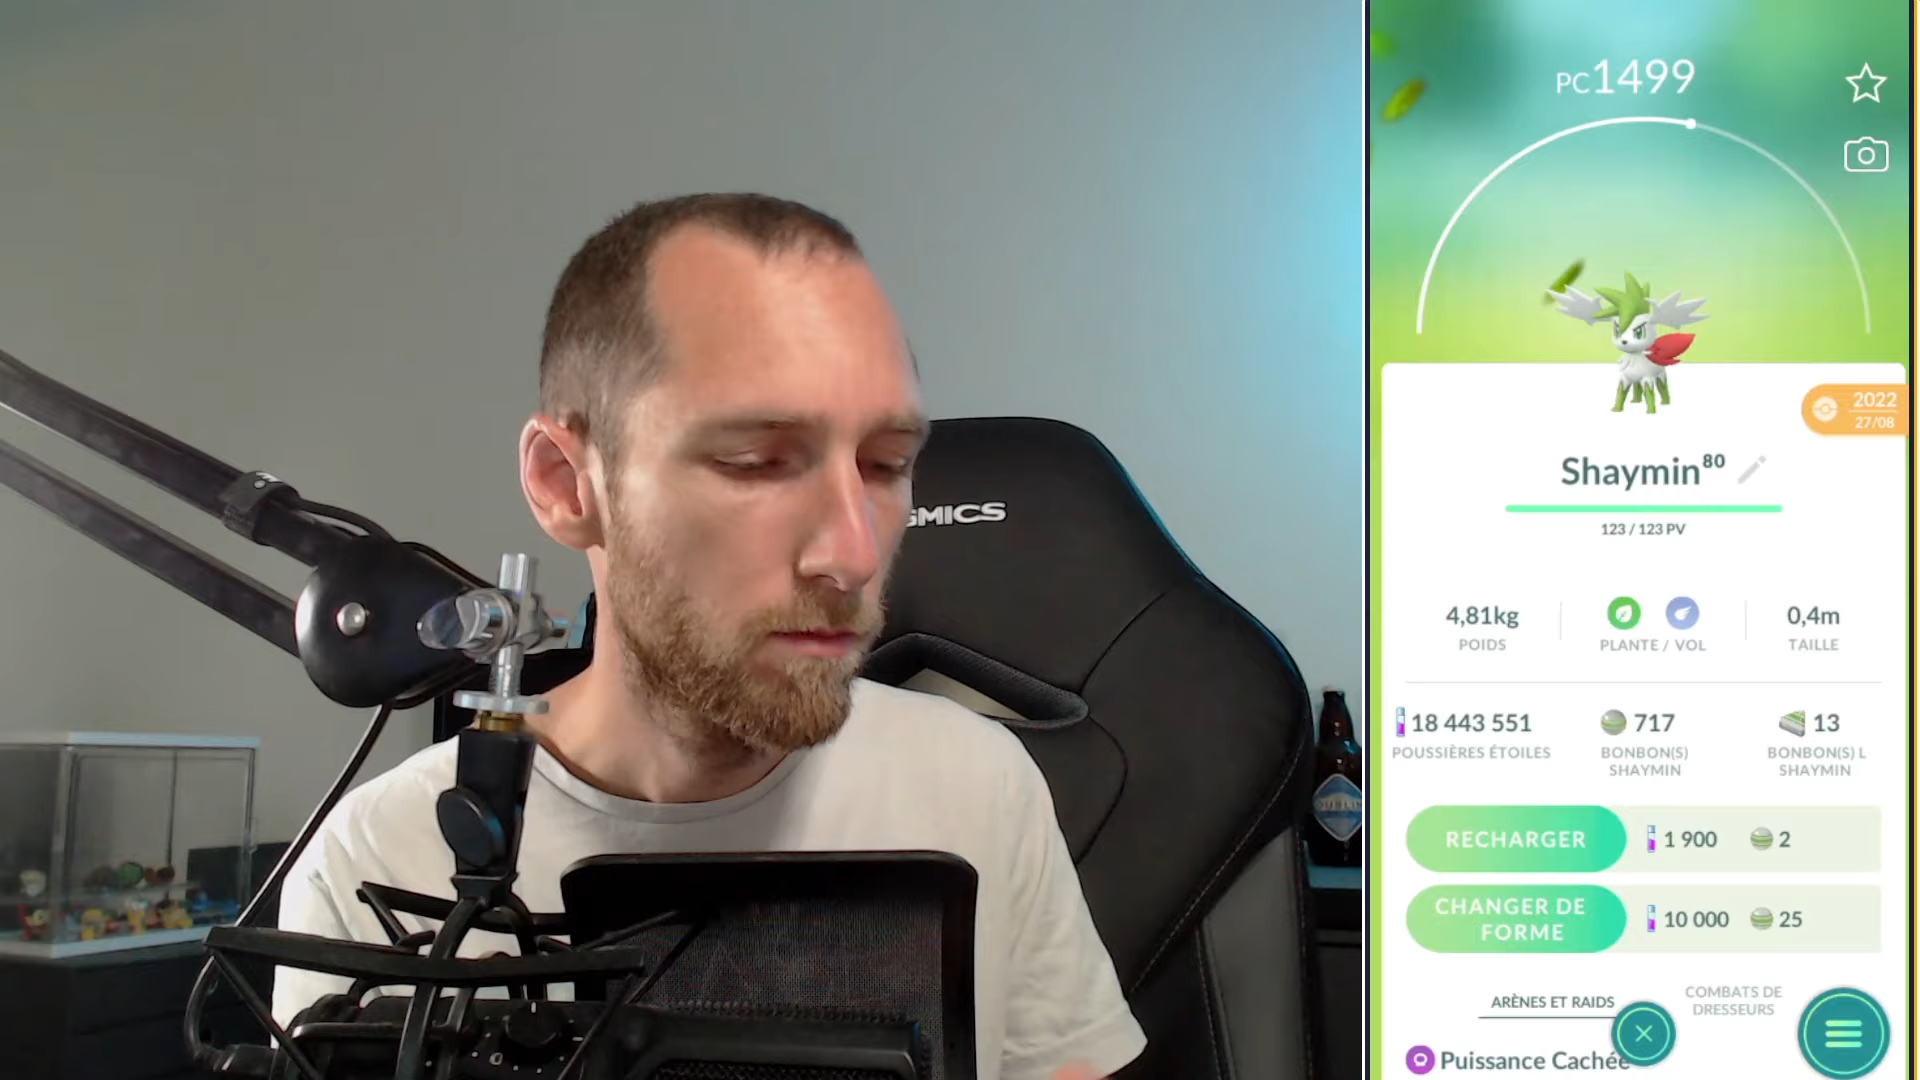 PC1499
2022
27/08
Shaymin80
123 / 123 PV
4,81kg
POIDS
PLANTE / VOL
0,4m
TAILLE
18 443 551
POUSSIÈRES ÉTOILES
717
BONBON(S)
SHAYMIN
13
BONBON(S) L
SHAYMIN
RECHARGER
1 900
2
CHANGER DE
FORME
10 000
25
ARÈNES ET RAIDS
COMBATS DE
DRESSEURS
Puissance Cachée
DUBLIN